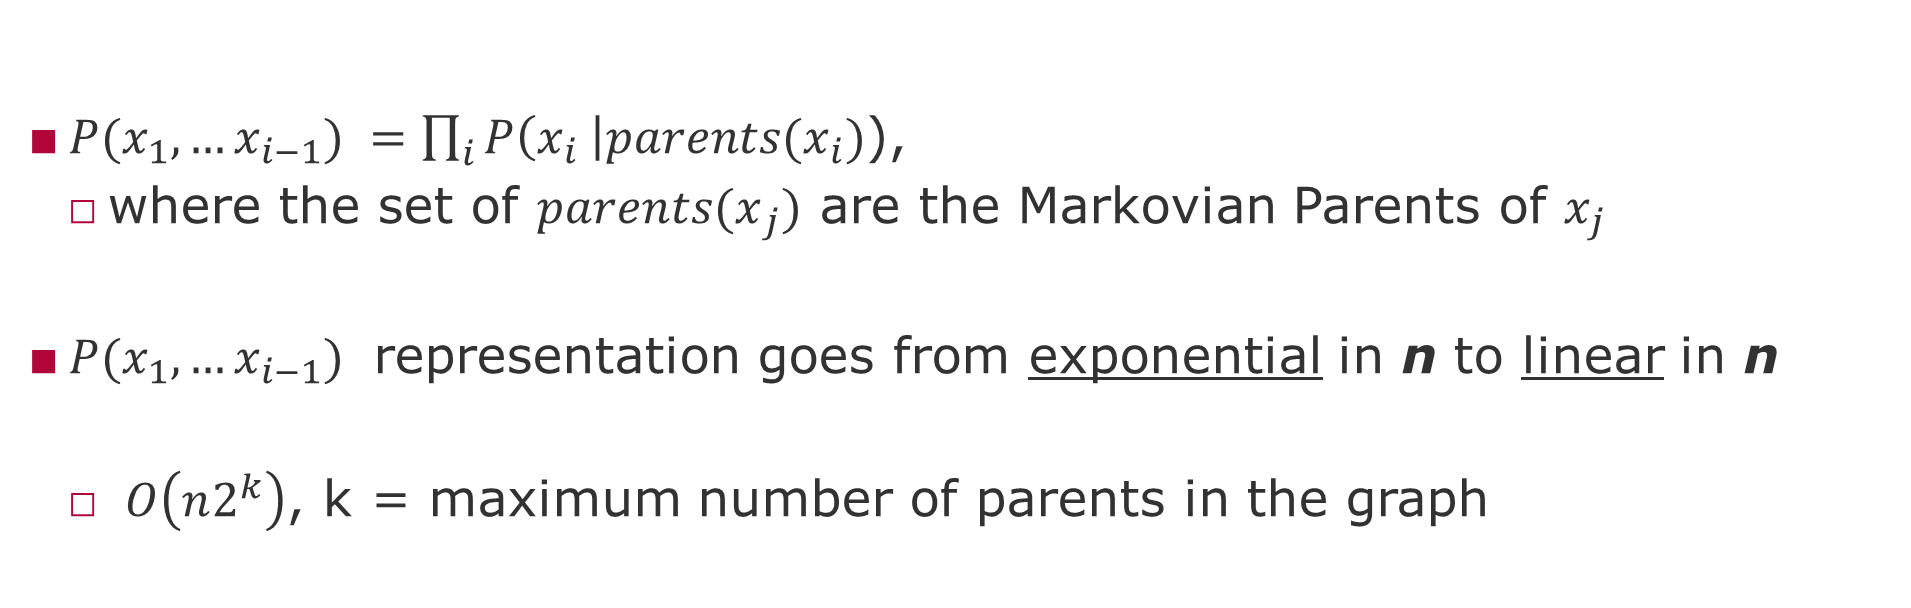 ■ 𝑃(𝑥₁, … 𝑥ᵢ₋₁) = ∏ᵢ 𝑃(𝑥ᵢ |𝑝𝑎𝑟𝑒𝑛𝑡𝑠(𝑥ᵢ)),
□ where the set of 𝑝𝑎𝑟𝑒𝑛𝑡𝑠(𝑥ⱼ) are the Markovian Parents of 𝑥ⱼ
■ 𝑃(𝑥₁, … 𝑥ᵢ₋₁) representation goes from exponential in n to linear in n
□ 𝑂(𝑛2ᵏ), k = maximum number of parents in the graph